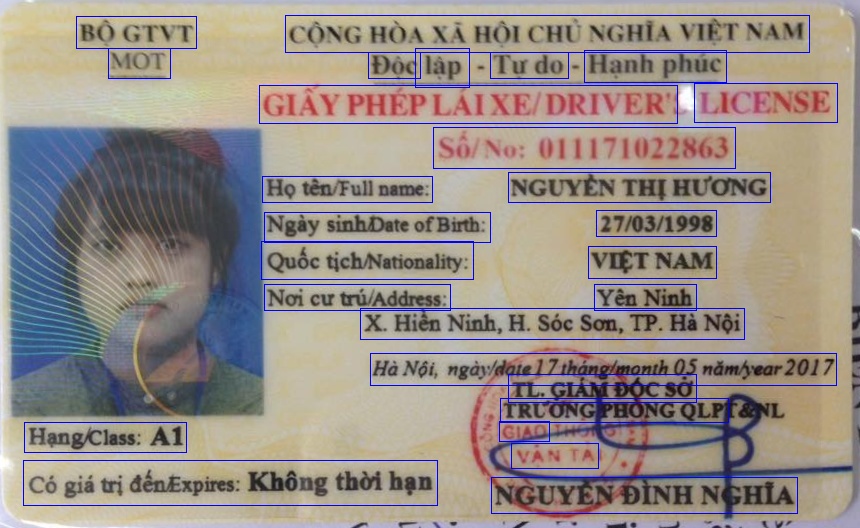 BỘ GTVT
CỘNG HÒA XÃ HỘI CHỦ NGHĨA VIỆT NAM
MOT
Độc lập - Tự do - Hạnh phúc
GIẤY PHÉP LÁI XE/ DRIVER'S LICENSE
Số/ No: 011171022863
Họ tên/Full name: NGUYỄN THỊ HƯƠNG
Ngày sinh/Date of Birth: 27/03/1998
Quốc tịch/Nationality: VIỆT NAM
Nơi cư trú/Address: Yên Ninh
X. Hiền Ninh, H. Sóc Sơn, TP. Hà Nội
Hà Nội, ngày/date 17 tháng/month 05 năm/year 2017
TL. GIÁM ĐỐC SỞ
TRƯỞNG PHÒNG QLPT&NL
GIAO THÔNG
VẬN TẢI
Hạng/Class: A1
Có giá trị đến/Expires: Không thời hạn
NGUYỄN ĐÌNH NGHĨA